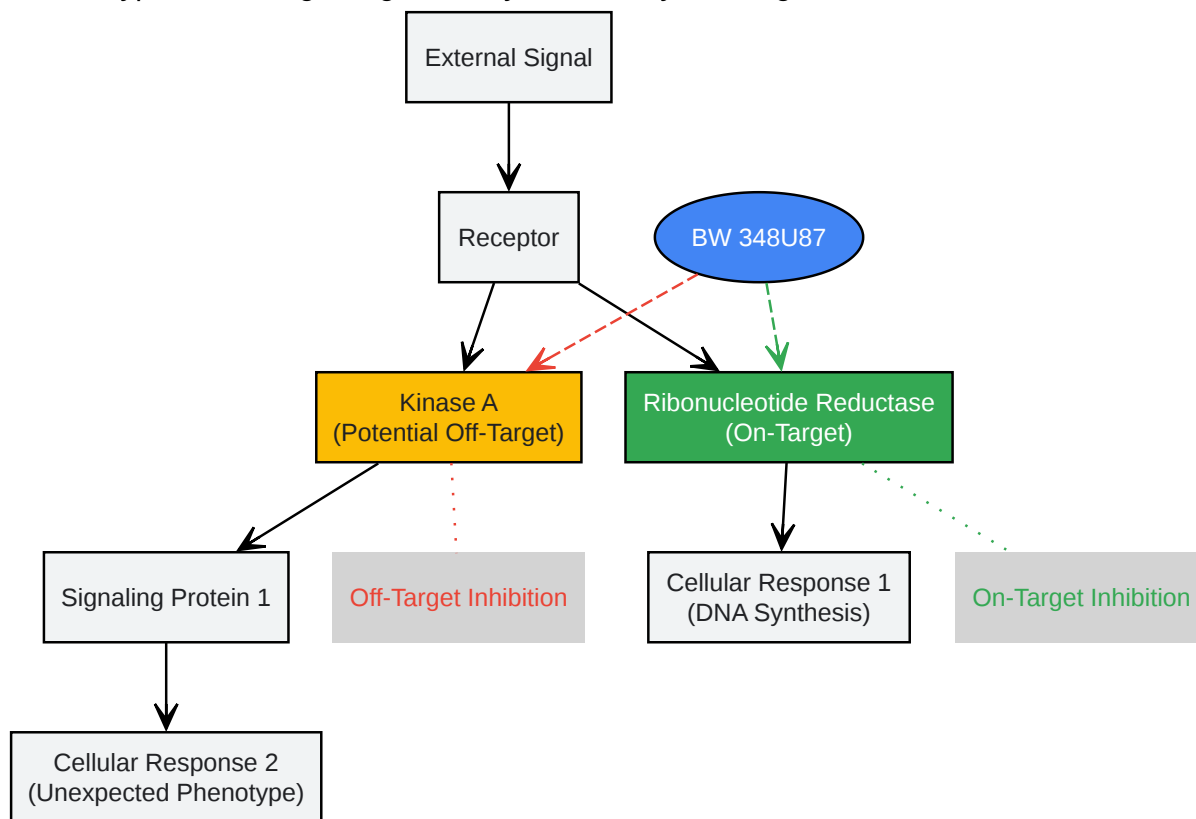 External Signal
Receptor
BW 348U87
Kinase A
(Potential Off-Target)
Ribonucleotide Reductase
(On-Target)
Signaling Protein 1
Off-Target Inhibition
Cellular Response 1
(DNA Synthesis)
On-Target Inhibition
Cellular Response 2
(Unexpected Phenotype)